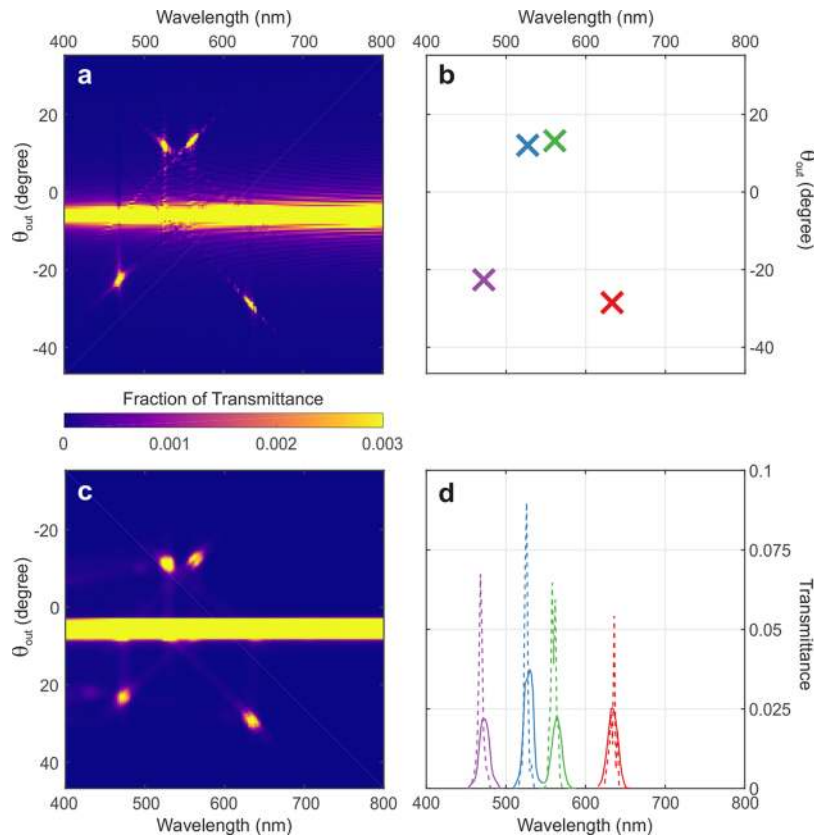 Wavelength (nm)
Wavelength (nm)
400 500 600 700 800
400 500 600 700 800
a
b
20
0
-20
-40
θout (degree)
20
0
-20
-40
θout (degree)
Fraction of Transmittance
0 0.001 0.002 0.003
c
d
-20
0
20
40
θout (degree)
0.1
0.075
0.05
0.025
0
Transmittance
400 500 600 700 800
400 500 600 700 800
Wavelength (nm)
Wavelength (nm)